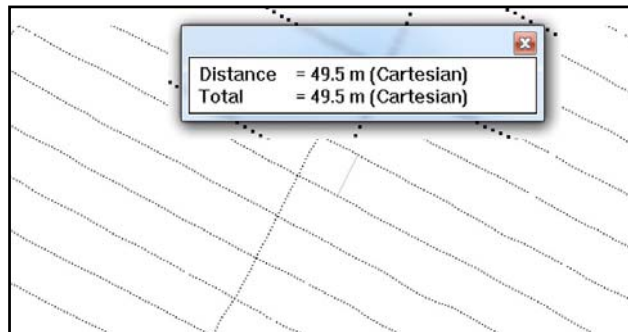 Distance = 49.5 m (Cartesian)
Total = 49.5 m (Cartesian)